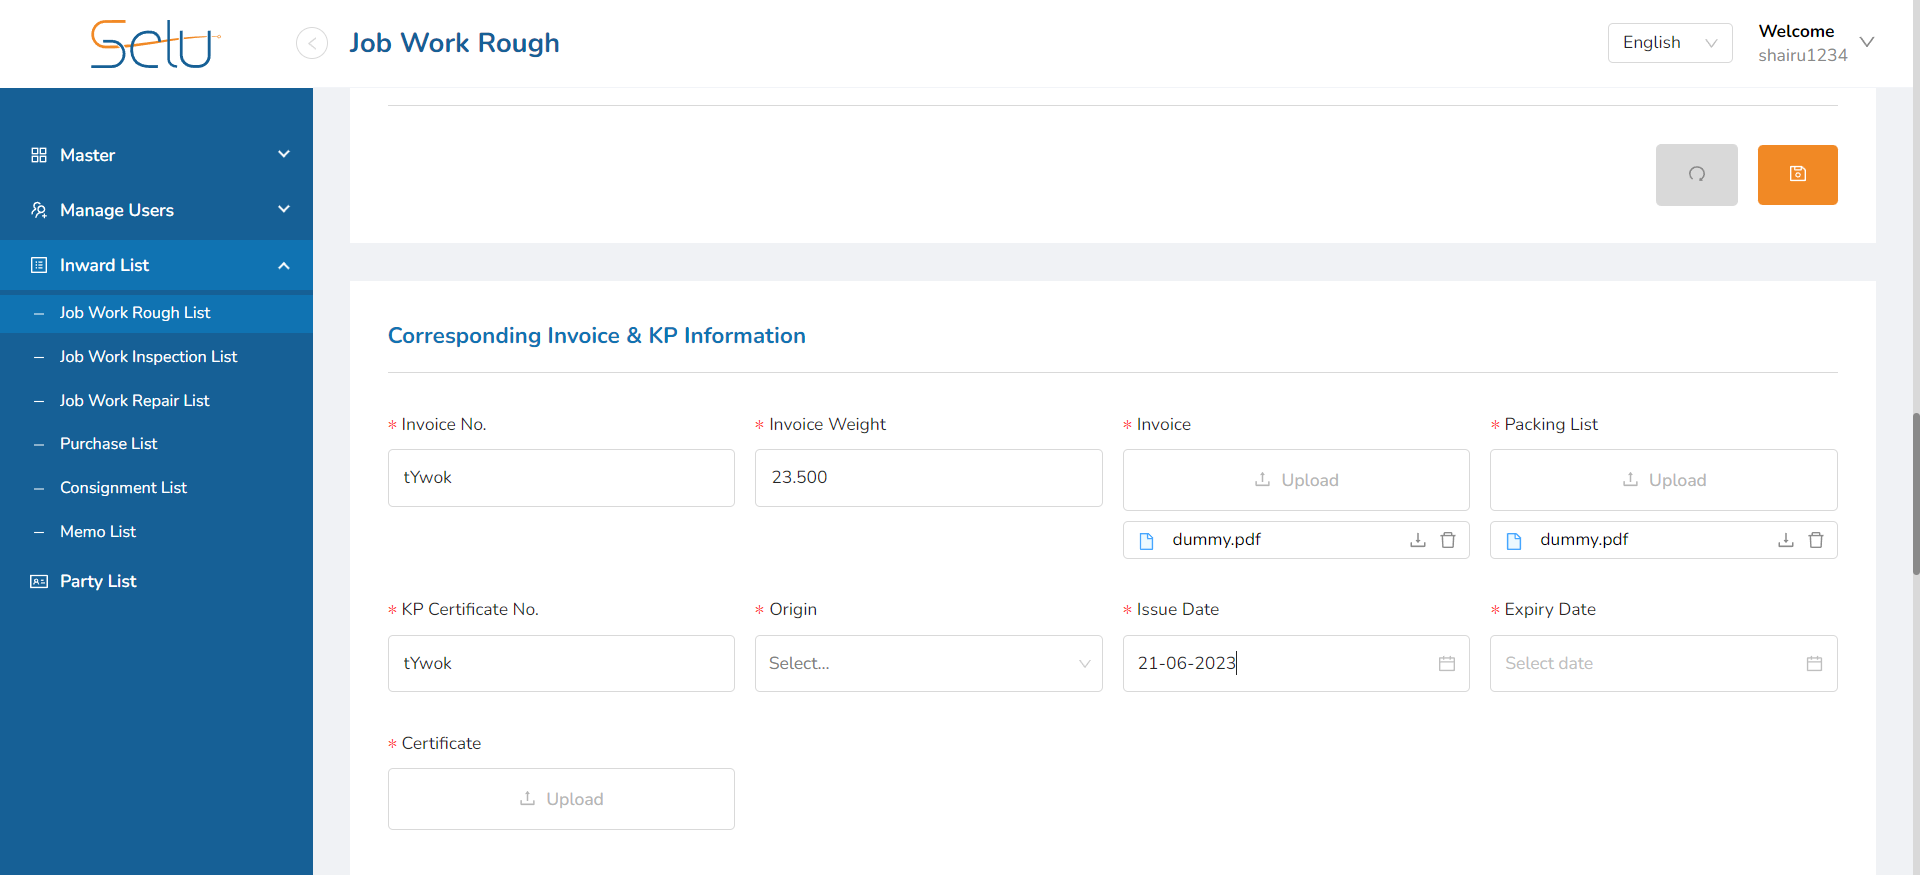 Setu
Job Work Rough
English
Welcome
shairu1234
Master
Manage Users
Inward List
Job Work Rough List
Job Work Inspection List
Job Work Repair List
Purchase List
Consignment List
Memo List
Party List
Corresponding Invoice & KP Information
* Invoice No.
* Invoice Weight
* Invoice
* Packing List
tYwok
23.500
Upload
Upload
dummy.pdf
dummy.pdf
* KP Certificate No.
* Origin
* Issue Date
* Expiry Date
tYwok
Select...
21-06-2023
Select date
* Certificate
Upload